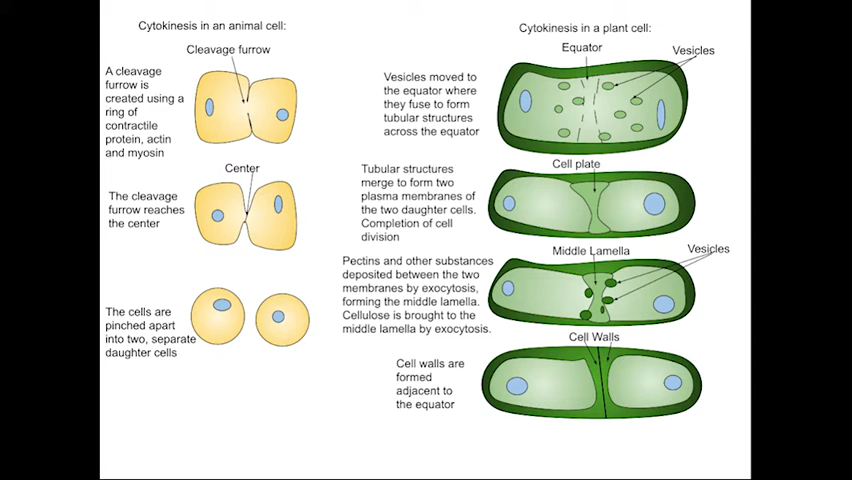 Cytokinesis in an animal cell:
Cleavage furrow
A cleavage
furrow is
created using a
ring of
contractile
protein, actin
and myosin
Center
The cleavage
furrow reaches
the center
The cells are
pinched apart
into two, separate
daughter cells
Cytokinesis in a plant cell:
Equator
Vesicles
Vesicles moved to
the equator where
they fuse to form
tubular structures
across the equator
Cell plate
Tubular structures
merge to form two
plasma membranes of
the two daughter cells.
Completion of cell
division
Middle Lamella
Vesicles
Pectins and other substances
deposited between the two
membranes by exocytosis,
forming the middle lamella.
Cellulose is brought to the
middle lamella by exocytosis.
Cell Walls
Cell walls are
formed
adjacent to
the equator